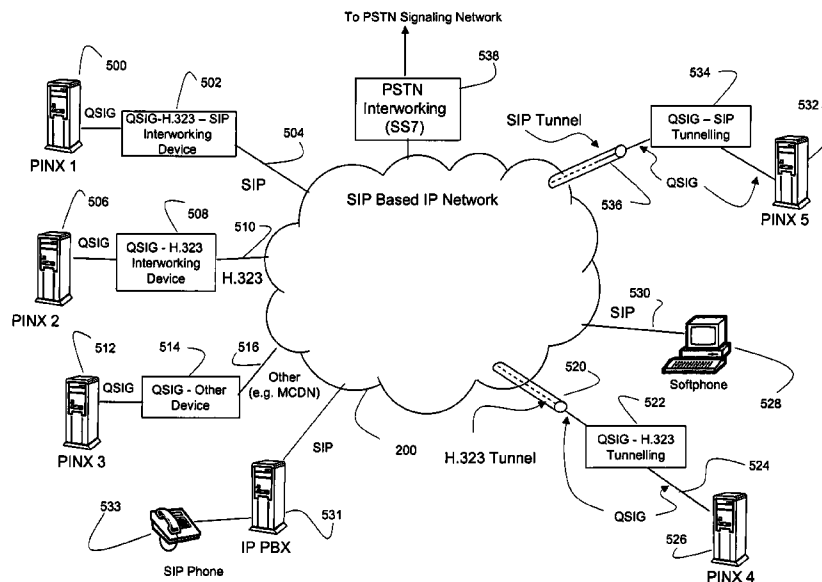 To PSTN Signaling Network
500
502
538
534
532
PSTN
Interworking
(SS7)
QSIG
QSIG-H.323 – SIP
Interworking
Device
504
SIP Tunnel
QSIG – SIP
Tunnelling
PINX 1
SIP
QSIG
536
PINX 5
SIP Based IP Network
506
508
510
QSIG
QSIG - H.323
Interworking
Device
H.323
PINX 2
530
SIP
512
514
516
Other
(e.g. MCDN)
QSIG
QSIG - Other
Device
Softphone
528
520
522
PINX 3
200
H.323 Tunnel
QSIG - H.323
Tunnelling
SIP
524
533
531
QSIG
SIP Phone
IP PBX
526
PINX 4